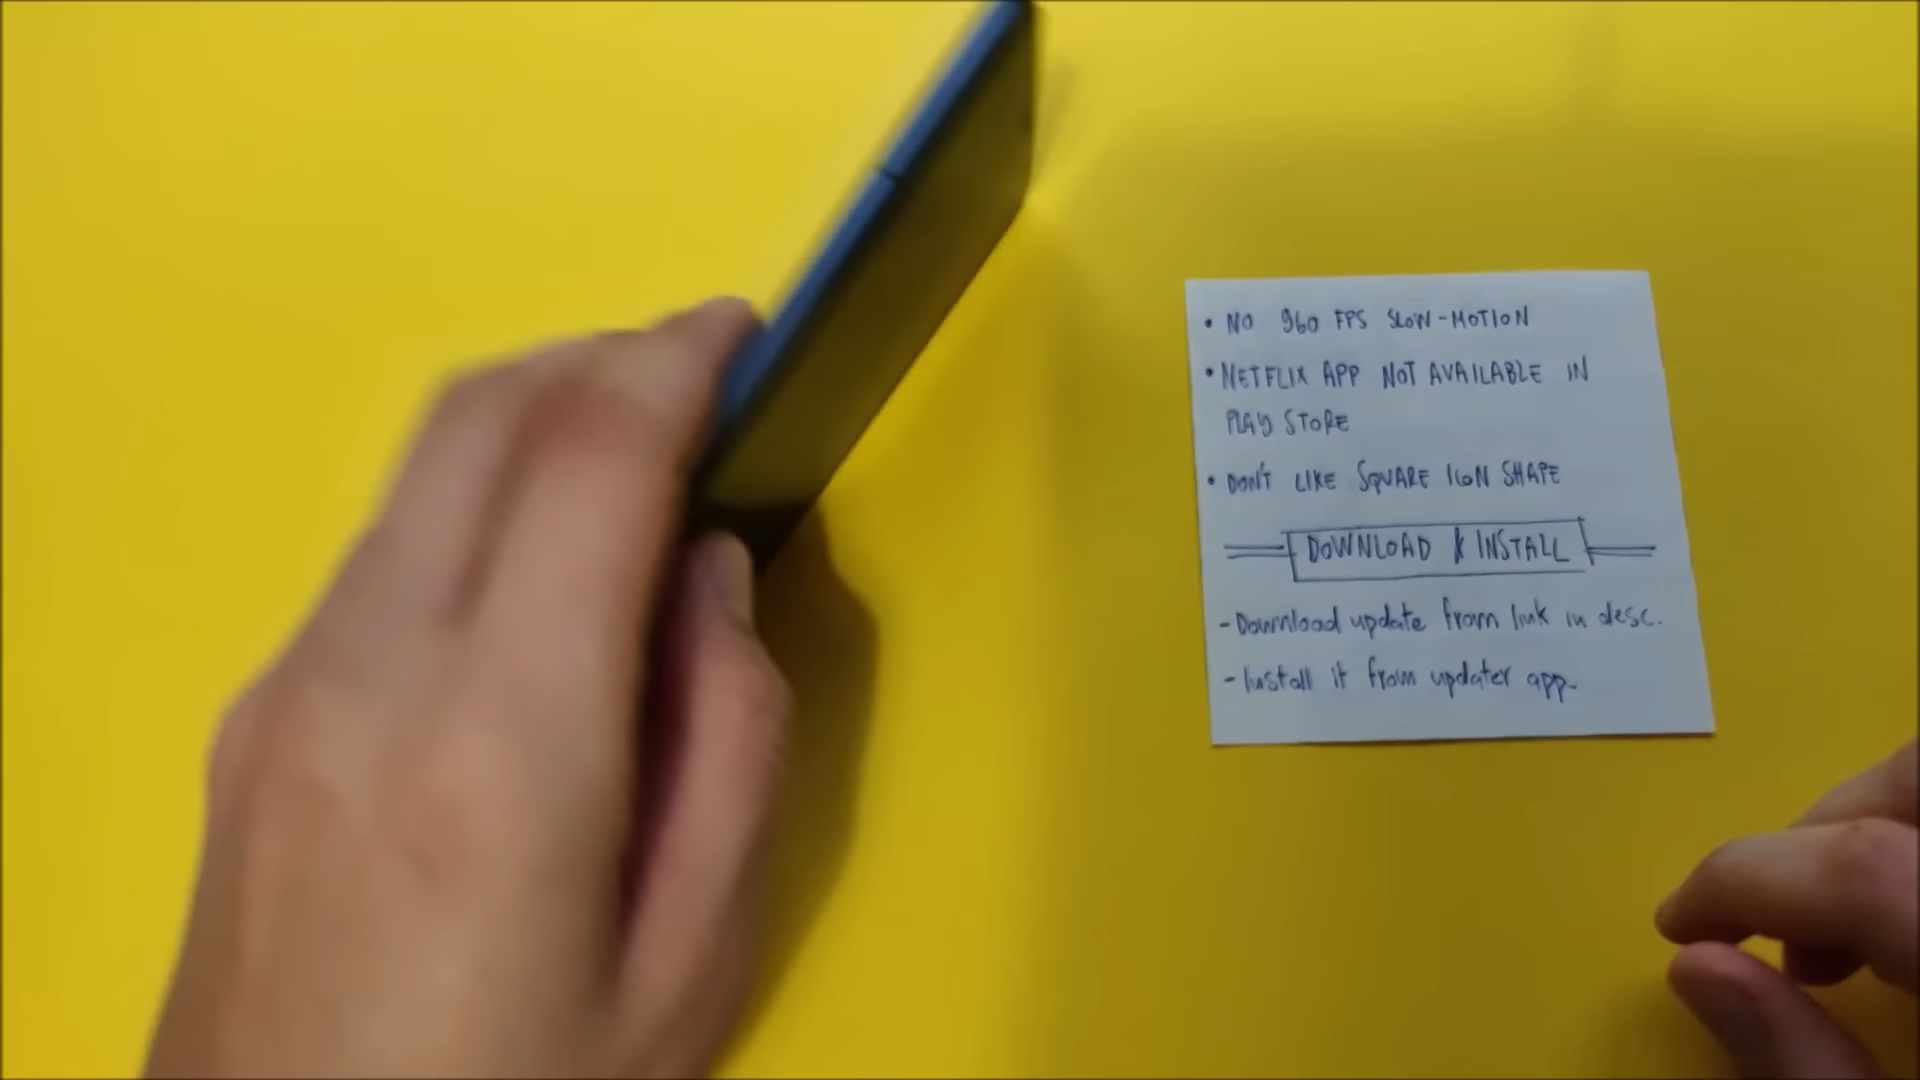 • NO 960 FPS SLOW-MOTION
• NETFLIX APP NOT AVAILABLE IN
PLAY STORE
• DON'T LIKE SQUARE ICON SHAPE
DOWNLOAD & INSTALL
- Download update from link in desc.
- Install it from updater app.